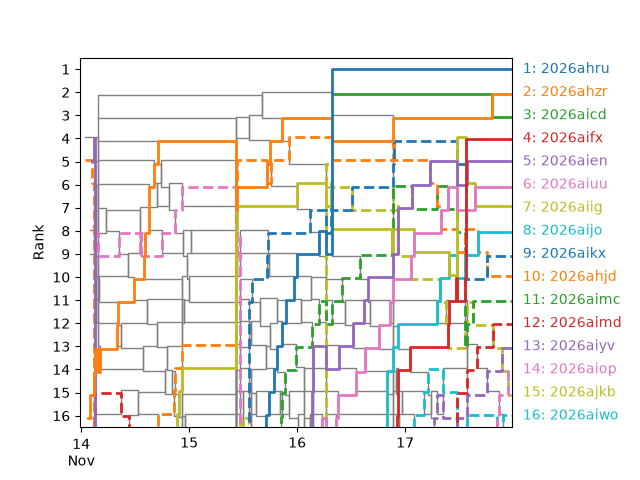 1
2
3
4
5
6
7
8
9
10
11
12
13
14
15
16
Rank
14
15
16
17
Nov
1: 2026ahru
2: 2026ahzr
3: 2026aicd
4: 2026aifx
5: 2026aien
6: 2026aiuu
7: 2026aiig
8: 2026aijo
9: 2026aikx
10: 2026ahjd
11: 2026aimc
12: 2026aimd
13: 2026aiyv
14: 2026aiop
15: 2026ajkb
16: 2026aiwo